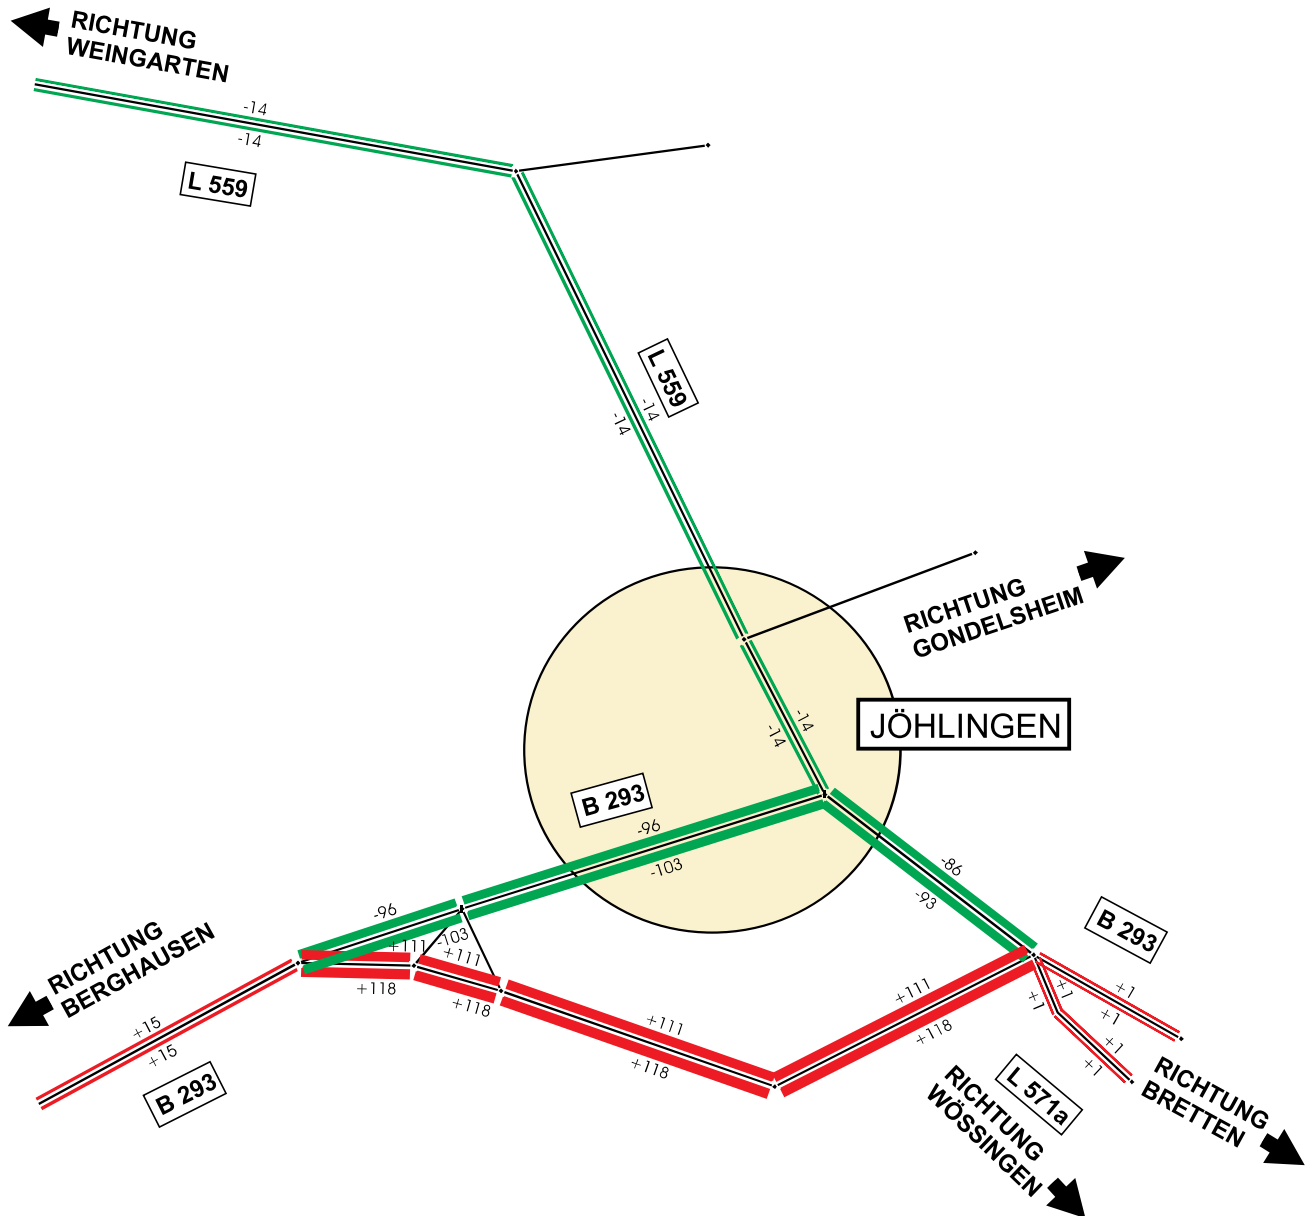 RICHTUNG
WEINGARTEN
-14
-14
L 559
L 559
-14
-14
RICHTUNG
GONDELSHEIM
JÖHLINGEN
-14
-14
B 293
-96
-103
-86
-93
-96
-103
B 293
RICHTUNG
BERGHAUSEN
+111
+111
+118
+118
+15
+15
B 293
+111
+118
+111
+118
+1
+1
+1
+1
+1
+1
L 571a
RICHTUNG
WÖSSINGEN
RICHTUNG
BRETTEN